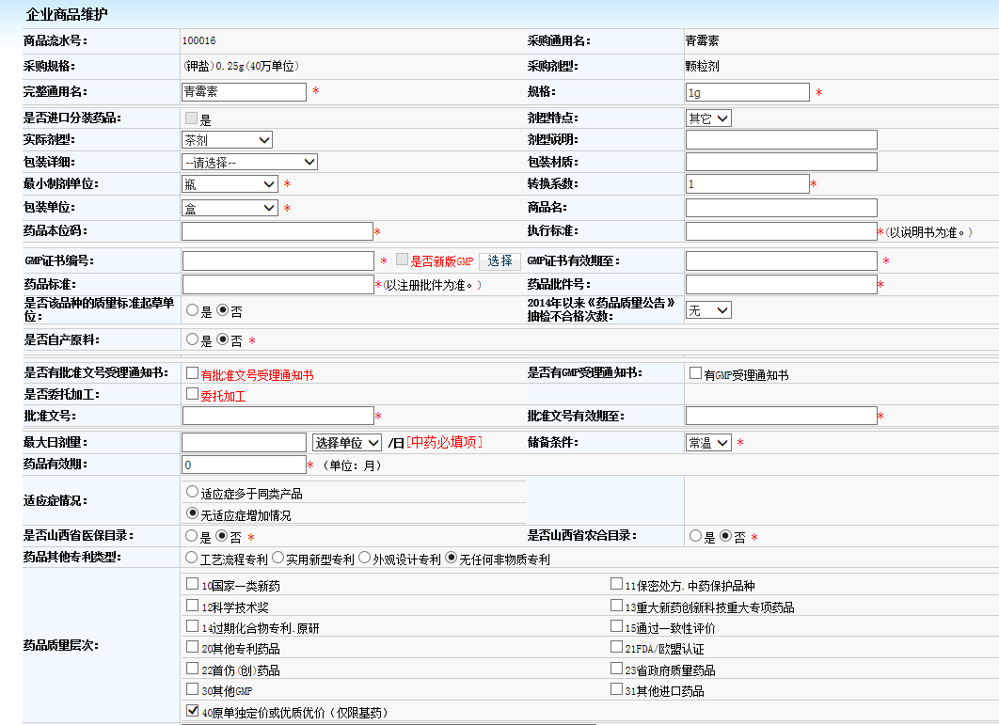 企业商品维护
商品流水号： 100016 采购通用名： 青霉素
采购规格： (钾盐)0.25g(40万单位) 采购剂型： 颗粒剂
完整通用名： 青霉素 * 规格： 1g *
是否进口分装药品： 是 剂型特点： 其它
实际剂型： 茶剂 剂型说明：
包装详细： --请选择-- 包装材质：
最小制剂单位： 瓶 * 转换系数： 1 *
包装单位： 盒 * 商品名：
药品本位码： * 执行标准： *(以说明书为准。)
GMP证书编号： * 是否新版GMP 选择 GMP证书有效期至： *
药品标准： *(以注册批件为准。) 药品批件号： *
是否该品种的质量标准起草单位： 是 否 2014年以来《药品质量公告》抽检不合格次数： 无
是否自产原料： 是 否 *
是否有批准文号受理通知书： 有批准文号受理通知书 是否有GMP受理通知书： 有GMP受理通知书
是否委托加工： 委托加工
批准文号： * 批准文号有效期至： *
最大日剂量： 选择单位 /日[中药必填项] 储备条件： 常温 *
药品有效期： 0 * （单位：月）
适应症情况： 适应症多于同类产品
无适应症增加情况
是否山西省医保目录： 是 否 * 是否山西省农合目录： 是 否 *
药品其他专利类型： 工艺流程专利 实用新型专利 外观设计专利 无任何非物质专利
药品质量层次：
10国家一类新药 11保密处方.中药保护品种
12科学技术奖 13重大新药创新科技重大专项药品
14过期化合物专利.原研 15通过一致性评价
20其他专利药品 21FDA/欧盟认证
22首仿(创)药品 23省政府质量药品
30其他GMP 31其他进口药品
40原单独定价或优质优价（仅限基药）